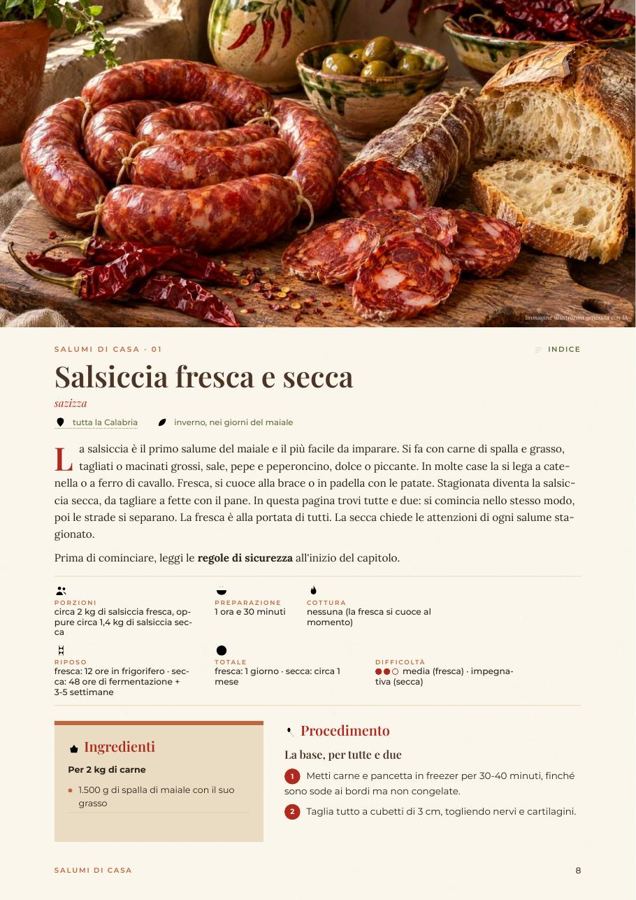 Immagine illustrativa generata con IA
SALUMI DI CASA · 01
INDICE
Salsiccia fresca e secca
sazizza
tutta la Calabria
inverno, nei giorni del maiale
La salsiccia è il primo salume del maiale e il più facile da imparare. Si fa con carne di spalla e grasso,
tagliati o macinati grossi, sale, pepe e peperoncino, dolce o piccante. In molte case la si lega a cate-
nella o a ferro di cavallo. Fresca, si cuoce alla brace o in padella con le patate. Stagionata diventa la salsic-
cia secca, da tagliare a fette con il pane. In questa pagina trovi tutte e due: si comincia nello stesso modo,
poi le strade si separano. La fresca è alla portata di tutti. La secca chiede le attenzioni di ogni salume sta-
gionato.
Prima di cominciare, leggi le regole di sicurezza all'inizio del capitolo.
PORZIONI
circa 2 kg di salsiccia fresca, op-
pure circa 1,4 kg di salsiccia sec-
ca
PREPARAZIONE
1 ora e 30 minuti
COTTURA
nessuna (la fresca si cuoce al
momento)
RIPOSO
fresca: 12 ore in frigorifero · sec-
ca: 48 ore di fermentazione +
3-5 settimane
TOTALE
fresca: 1 giorno · secca: circa 1
mese
DIFFICOLTÀ
media (fresca) · impegna-
tiva (secca)
Ingredienti
Per 2 kg di carne
1.500 g di spalla di maiale con il suo
grasso
Procedimento
La base, per tutte e due
1 Metti carne e pancetta in freezer per 30-40 minuti, finché
sono sode ai bordi ma non congelate.
2 Taglia tutto a cubetti di 3 cm, togliendo nervi e cartilagini.
SALUMI DI CASA
8